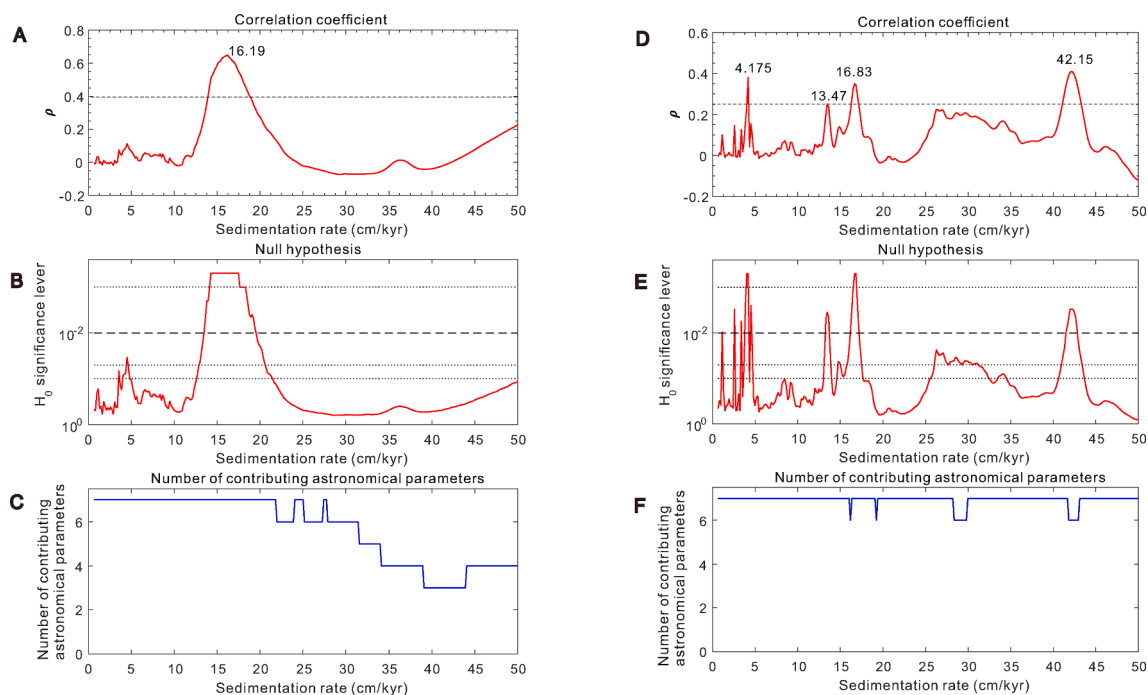 A
Correlation coefficient
0.8
0.6
0.4
0.2
0
-0.2
ρ
16.19
0 5 10 15 20 25 30 35 40 45 50
Sedimentation rate (cm/kyr)
B
Null hypothesis
H0 significance lever
10-2
100
0 5 10 15 20 25 30 35 40 45 50
Sedimentation rate (cm/kyr)
C
Number of contributing astronomical parameters
Number of contributing
astronomical parameters
6
4
2
0
0 5 10 15 20 25 30 35 40 45 50
Sedimentation rate (cm/kyr)
D
Correlation coefficient
0.6
0.4
0.2
0
-0.2
ρ
4.175
13.47
16.83
42.15
0 5 10 15 20 25 30 35 40 45 50
Sedimentation rate (cm/kyr)
E
Null hypothesis
H0 significance lever
10-2
100
0 5 10 15 20 25 30 35 40 45 50
Sedimentation rate (cm/kyr)
F
Number of contributing astronomical parameters
Number of contributing
astronomical parameters
6
4
2
0
0 5 10 15 20 25 30 35 40 45 50
Sedimentation rate (cm/kyr)